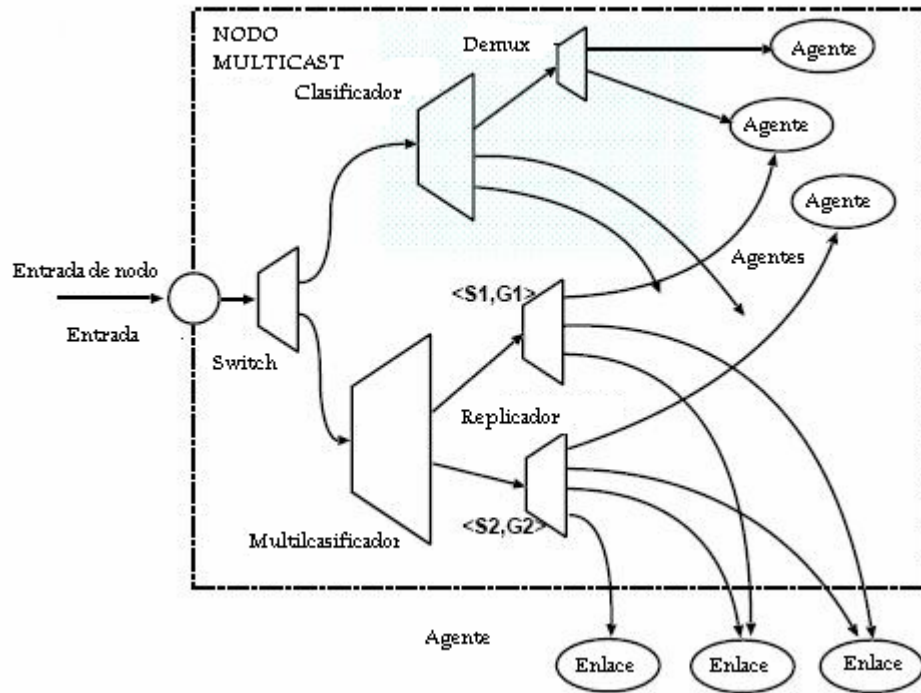 NODO
MULTICAST
Demux
Agente
Clasificador
Agente
Agente
Agentes
Entrada de nodo
<S1,G1>
Entrada
Switch
Replicador
<S2,G2>
Multilcasificador
Agente
Enlace
Enlace
Enlace